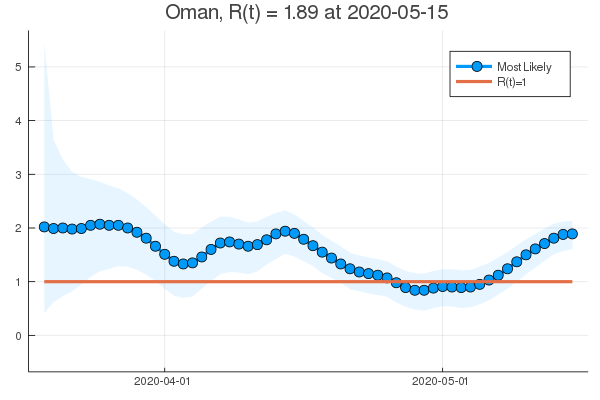 Oman, R(t) = 1.89 at 2020-05-15
Most Likely
R(t)=1
5
4
3
2
1
0
2020-04-01
2020-05-01